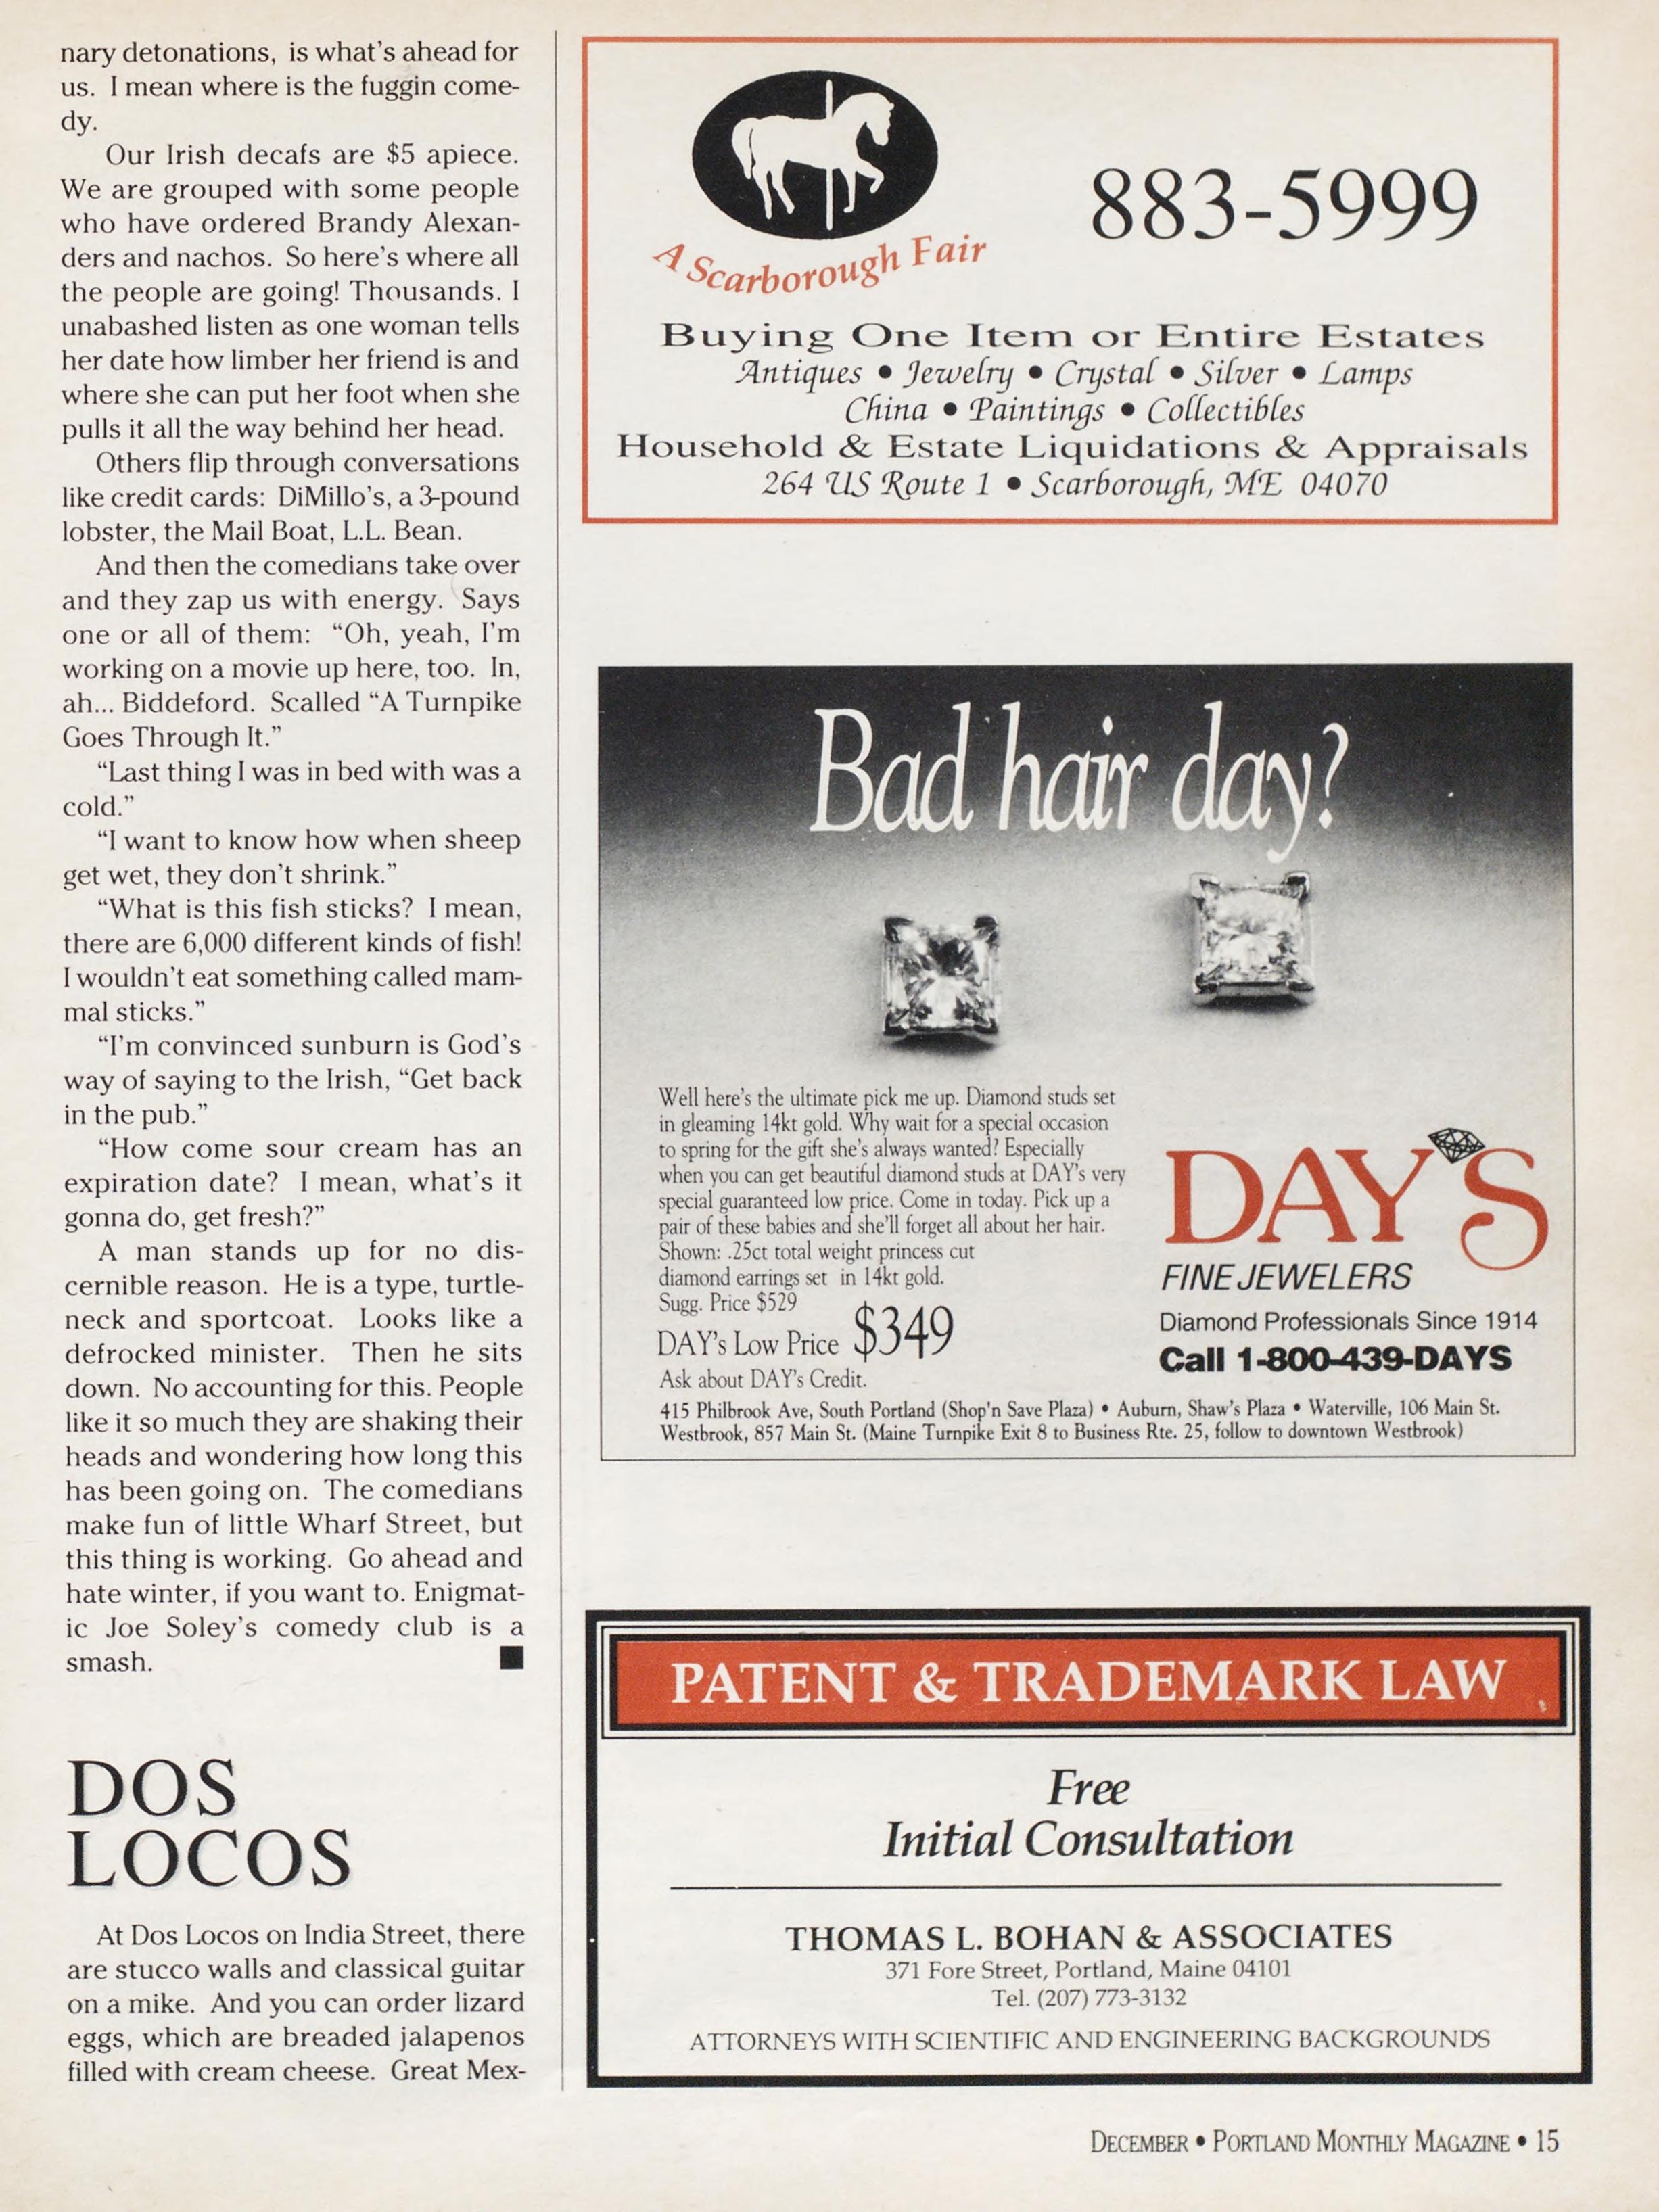 nary detonations, is what's ahead for
us. I mean where is the fuggin come-
dy.
Our Irish decafs are $5 apiece.
We are grouped with some people
who have ordered Brandy Alexan-
ders and nachos. So here's where all
the people are going! Thousands. I
unabashed listen as one woman tells
her date how limber her friend is and
where she can put her foot when she
pulls it all the way behind her head.
Others flip through conversations
like credit cards: DiMillo's, a 3-pound
lobster, the Mail Boat, L.L. Bean.
And then the comedians take over
and they zap us with energy. Says
one or all of them: “Oh, yeah, I'm
working on a movie up here, too. In,
ah... Biddeford. Scalled “A Turnpike
Goes Through It.”
“Last thing I was in bed with was a
cold.”
“I want to know how when sheep
get wet, they don't shrink.”
“What is this fish sticks? I mean,
there are 6,000 different kinds of fish!
I wouldn't eat something called mam-
mal sticks.”
“I'm convinced sunburn is God's
way of saying to the Irish, “Get back
in the pub.”
“How come sour cream has an
expiration date? I mean, what's it
gonna do, get fresh?”
A man stands up for no dis-
cernible reason. He is a type, turtle-
neck and sportcoat. Looks like a
defrocked minister. Then he sits
down. No accounting for this. People
like it so much they are shaking their
heads and wondering how long this
has been going on. The comedians
make fun of little Wharf Street, but
this thing is working. Go ahead and
hate winter, if you want to. Enigmat-
ic Joe Soley's comedy club is a
smash. ■
DOS
LOCOS
At Dos Locos on India Street, there
are stucco walls and classical guitar
on a mike. And you can order lizard
eggs, which are breaded jalapenos
filled with cream cheese. Great Mex-
A Scarborough Fair
883-5999
Buying One Item or Entire Estates
Antiques • Jewelry • Crystal • Silver • Lamps
China • Paintings • Collectibles
Household & Estate Liquidations & Appraisals
264 US Route 1 • Scarborough, ME 04070
Bad hair day?
Well here's the ultimate pick me up. Diamond studs set
in gleaming 14kt gold. Why wait for a special occasion
to spring for the gift she's always wanted? Especially
when you can get beautiful diamond studs at DAY's very
special guaranteed low price. Come in today. Pick up a
pair of these babies and she'll forget all about her hair.
Shown: .25ct total weight princess cut
diamond earrings set in 14kt gold.
Sugg. Price $529
DAY's Low Price $349
Ask about DAY's Credit.
DAY'S
FINE JEWELERS
Diamond Professionals Since 1914
Call 1-800-439-DAYS
415 Philbrook Ave, South Portland (Shop'n Save Plaza) • Auburn, Shaw's Plaza • Waterville, 106 Main St.
Westbrook, 857 Main St. (Maine Turnpike Exit 8 to Business Rte. 25, follow to downtown Westbrook)
PATENT & TRADEMARK LAW
Free
Initial Consultation
THOMAS L. BOHAN & ASSOCIATES
371 Fore Street, Portland, Maine 04101
Tel. (207) 773-3132
ATTORNEYS WITH SCIENTIFIC AND ENGINEERING BACKGROUNDS
DECEMBER • PORTLAND MONTHLY MAGAZINE • 15